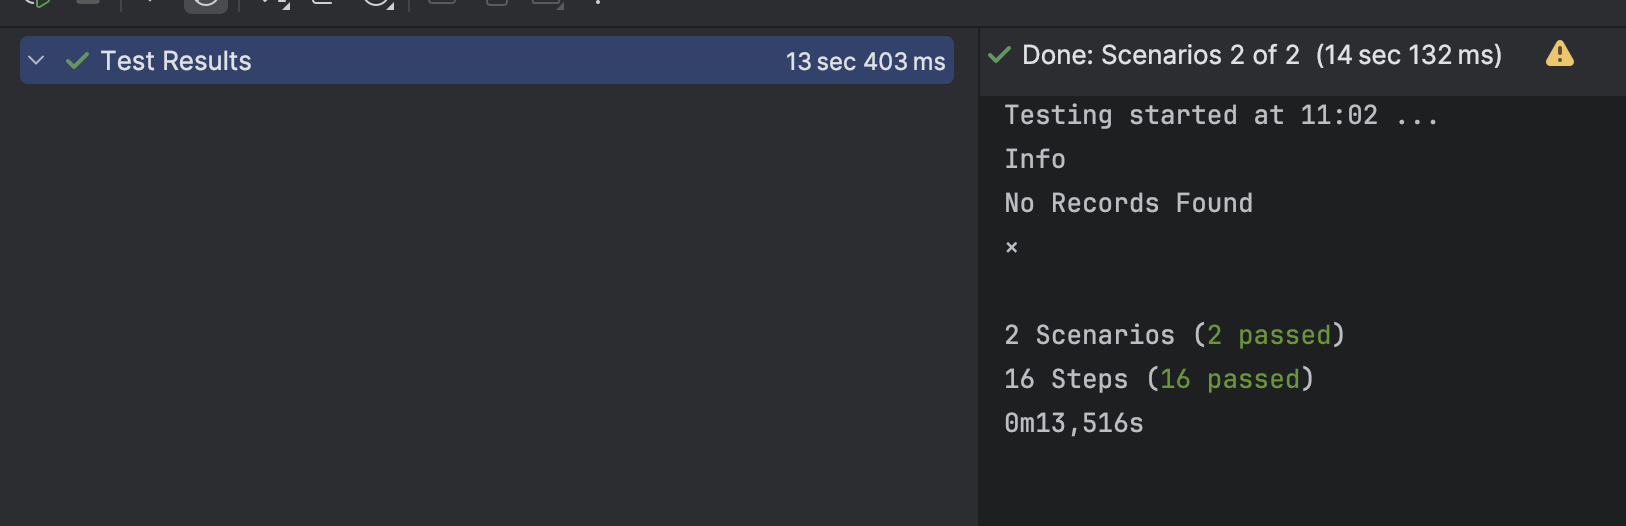 Test Results 13 sec 403 ms
Done: Scenarios 2 of 2 (14 sec 132 ms)
Testing started at 11:02 ...
Info
No Records Found
×
2 Scenarios (2 passed)
16 Steps (16 passed)
0m13,516s